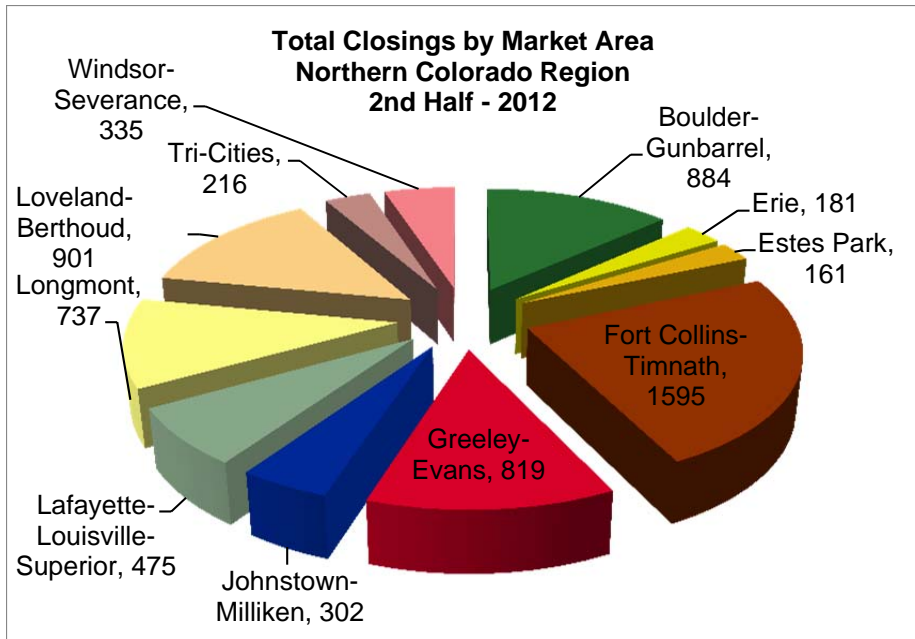 Total Closings by Market Area
Northern Colorado Region
2nd Half - 2012
Windsor-
Severance,
335
Tri-Cities,
216
Loveland-
Berthoud,
901
Longmont,
737
Lafayette-
Louisville-
Superior, 475
Johnstown-
Milliken, 302
Greeley-
Evans, 819
Fort Collins-
Timnath,
1595
Estes Park,
161
Erie, 181
Boulder-
Gunbarrel,
884